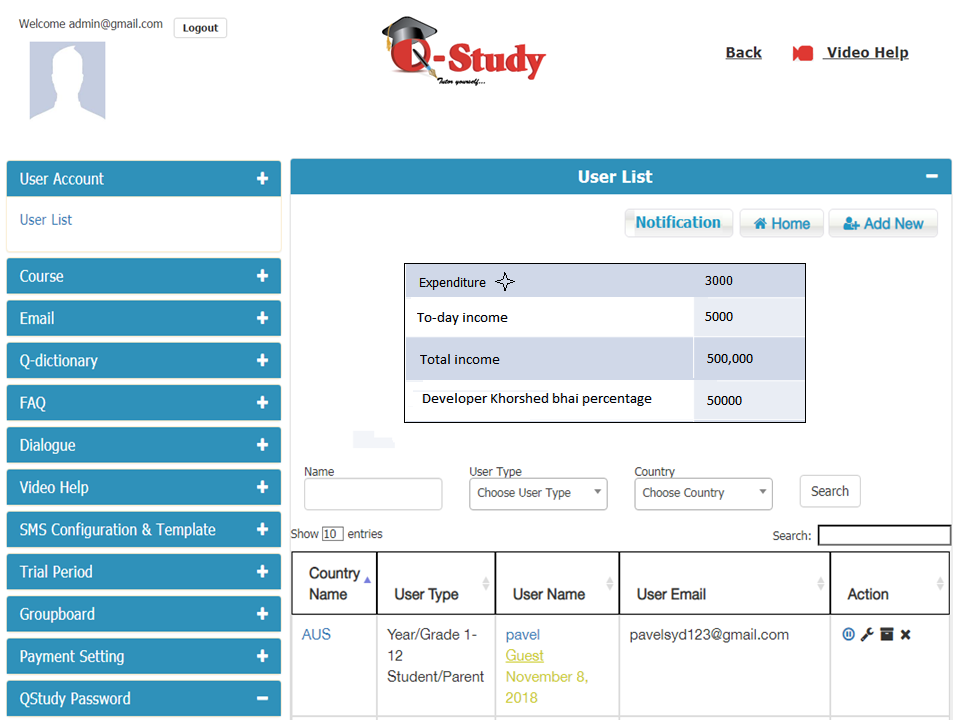 Welcome admin@gmail.com Logout
Q-Study
Tutor yourself...
Back Video Help
User Account +
User List
Course +
Email +
Q-dictionary +
FAQ +
Dialogue +
Video Help +
SMS Configuration & Template +
Trial Period +
Groupboard +
Payment Setting +
QStudy Password −
User List −
Notification Home Add New
Expenditure 3000
To-day income 5000
Total income 500,000
Developer Khorshed bhai percentage 50000
Name User Type Country
Choose User Type Choose Country Search
Show 10 entries Search:
Country
Name User Type User Name User Email Action
AUS Year/Grade 1- pavel pavelsyd123@gmail.com
12 Guest
Student/Parent November 8,
2018